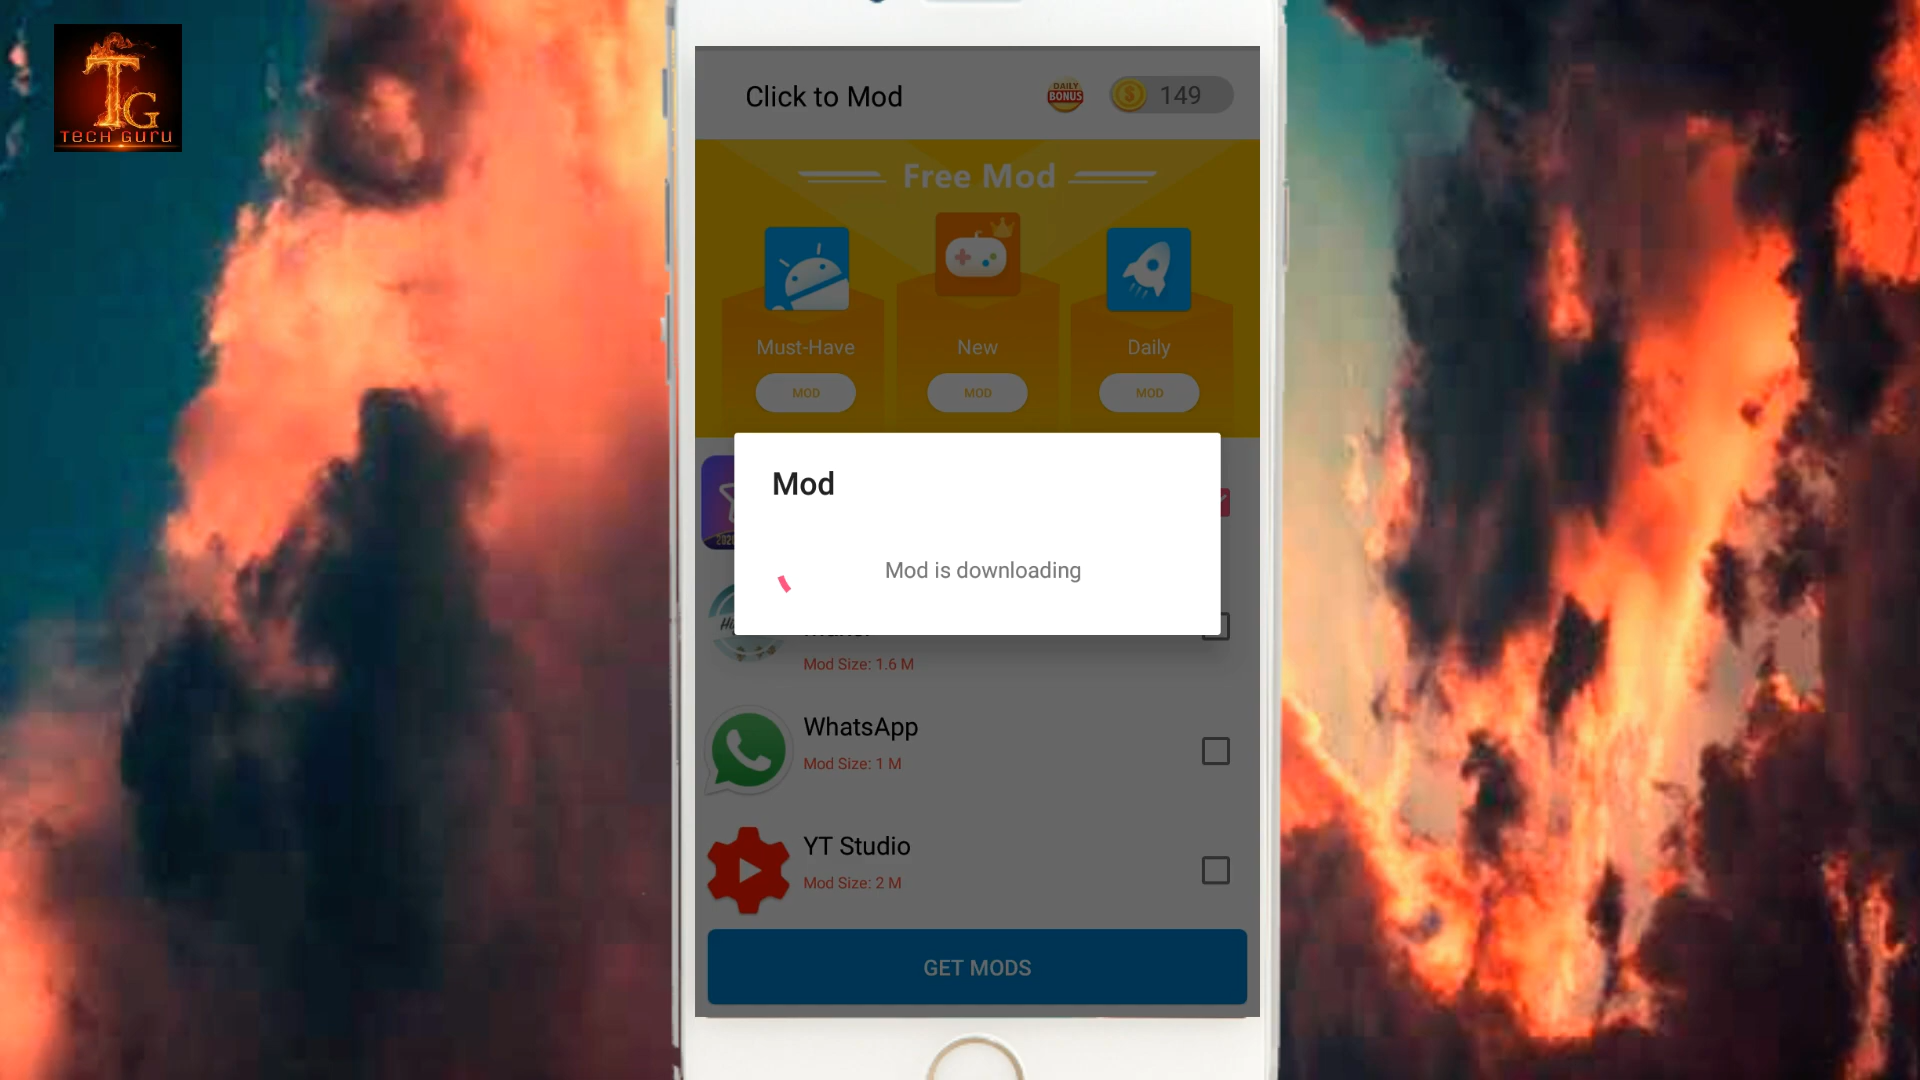 TG
TECH GURU
Click to Mod
DAILY
BONUS
149
Free Mod
Must-Have
New
Daily
MOD
MOD
MOD
Mod
Mod is downloading
Mod Size: 1.6 M
WhatsApp
Mod Size: 1 M
YT Studio
Mod Size: 2 M
GET MODS